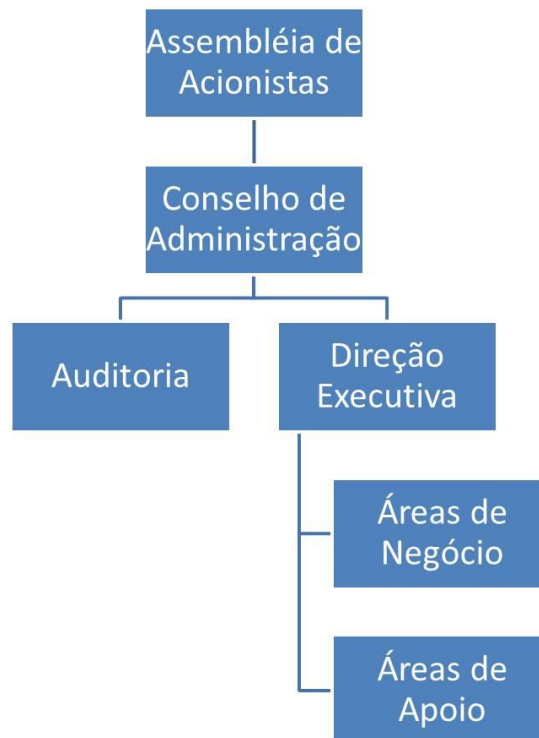 Assembléia de
Acionistas
Conselho de
Administração
Auditoria
Direção
Executiva
Áreas de
Negócio
Áreas de
Apoio